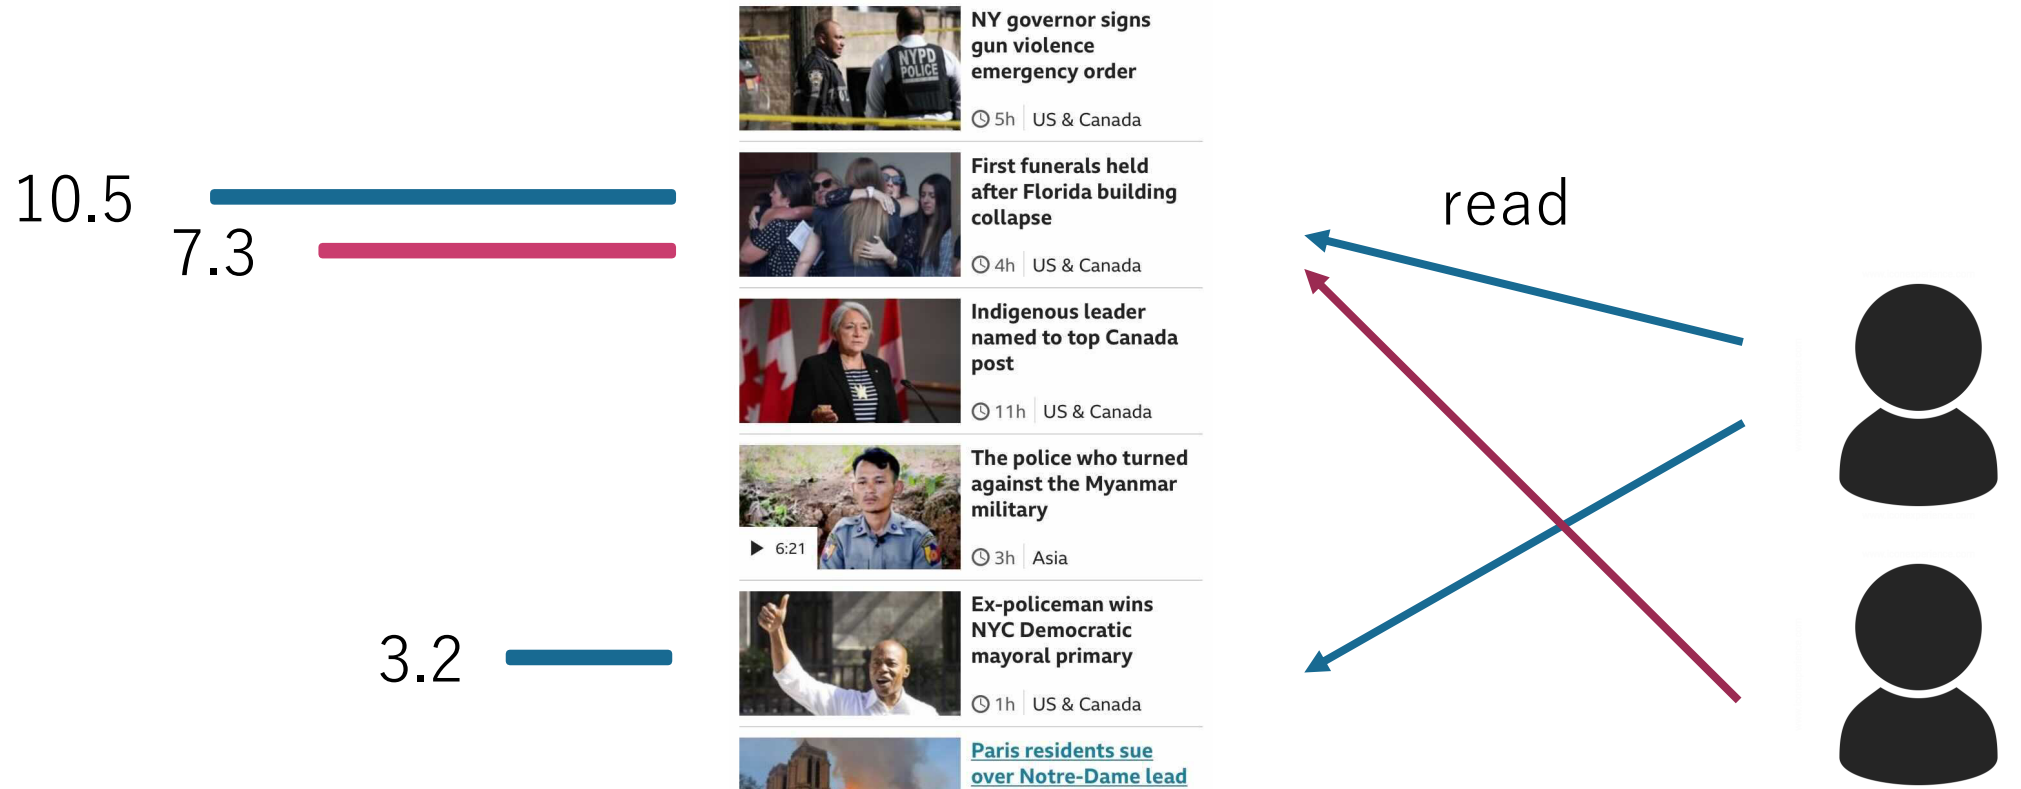 NY governor signs
gun violence
emergency order
5h US & Canada
NYPD
POLICE
10.5
7.3
First funerals held
after Florida building
collapse
4h US & Canada
read
Indigenous leader
named to top Canada
post
11h US & Canada
The police who turned
against the Myanmar
military
6:21
3h Asia
3.2
Ex-policeman wins
NYC Democratic
mayoral primary
1h US & Canada
Paris residents sue
over Notre-Dame lead